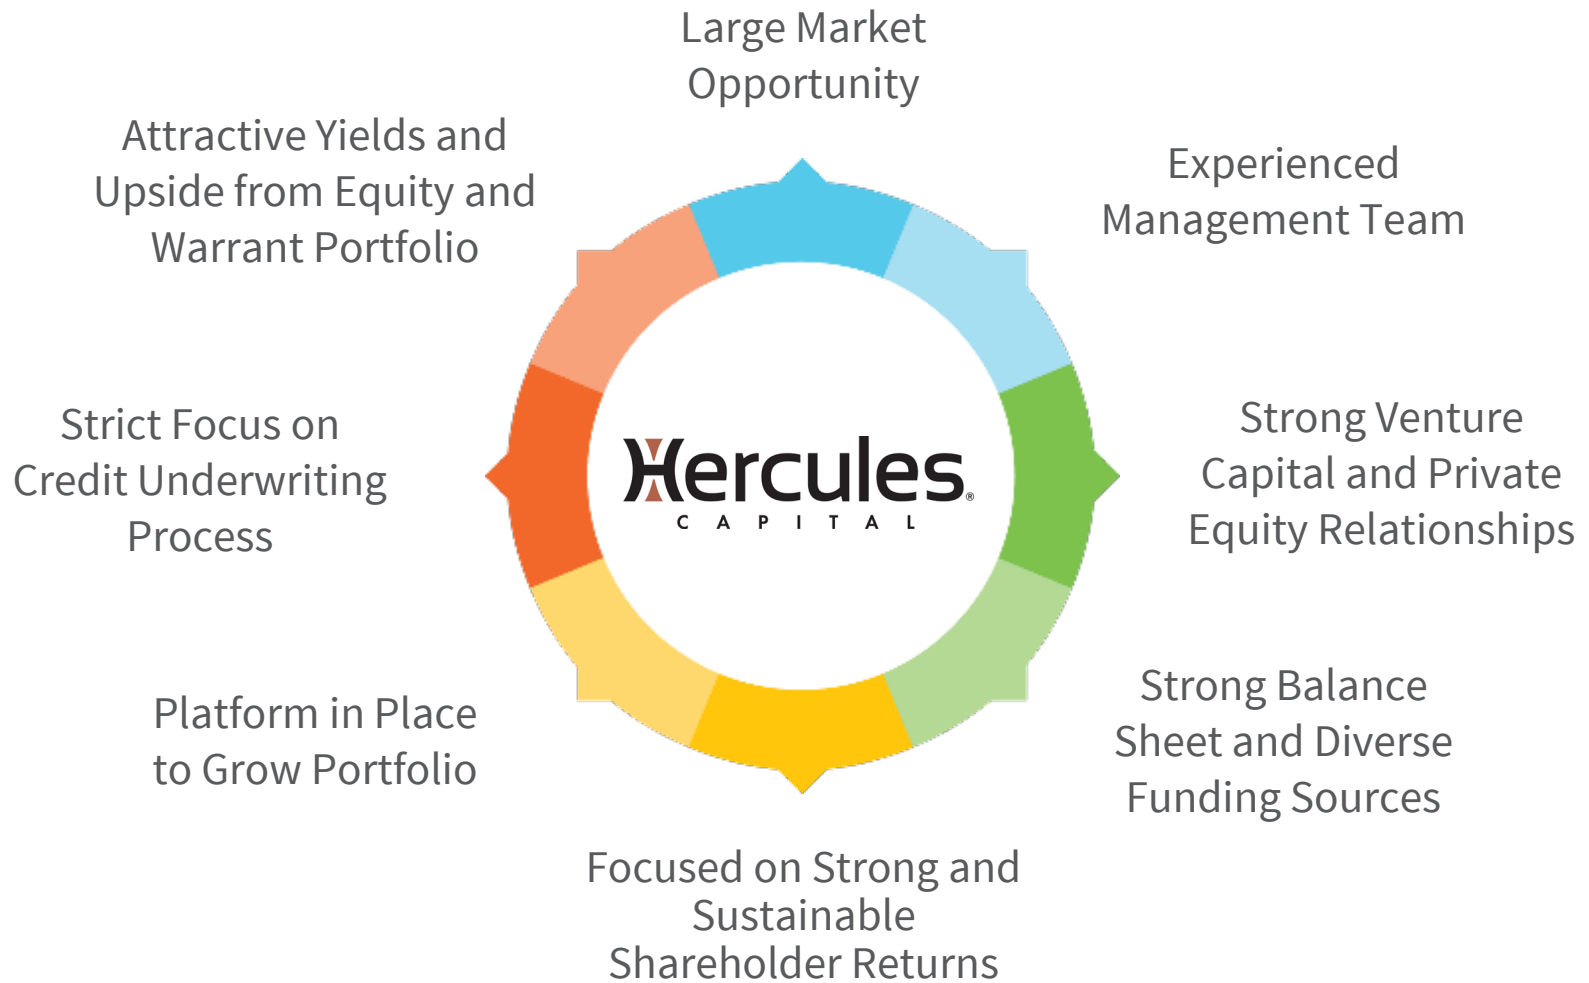 Large Market
Opportunity
Experienced
Management Team
Strong Venture
Capital and Private
Equity Relationships
Strong Balance
Sheet and Diverse
Funding Sources
Focused on Strong and
Sustainable
Shareholder Returns
Platform in Place
to Grow Portfolio
Strict Focus on
Credit Underwriting
Process
Attractive Yields and
Upside from Equity and
Warrant Portfolio
Hercules®
CAPITAL